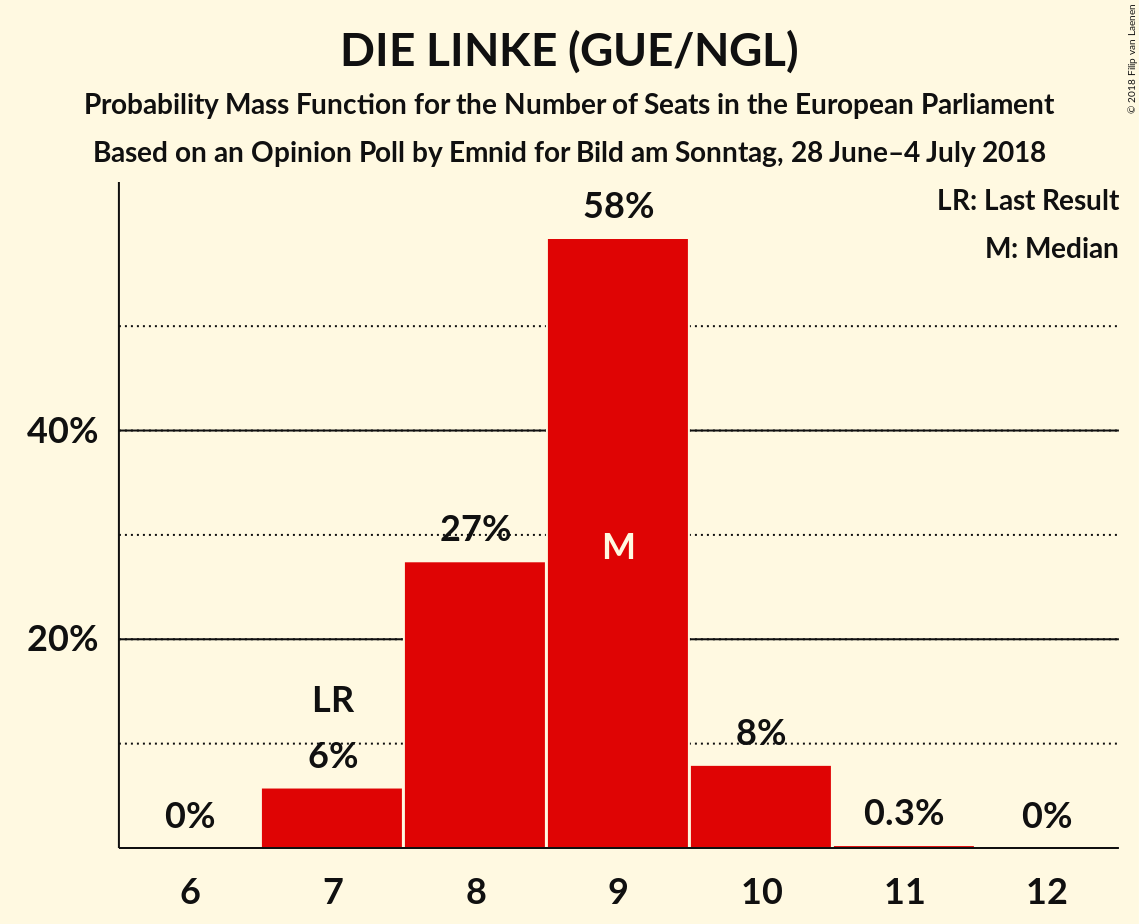 DIE LINKE (GUE/NGL)
Probability Mass Function for the Number of Seats in the European Parliament
Based on an Opinion Poll by Emnid for Bild am Sonntag, 28 June–4 July 2018
© 2018 Filip van Laenen
LR: Last Result
M: Median
58%
40%
27%
M
20%
LR
6%
8%
0%
0.3%
0%
6 7 8 9 10 11 12